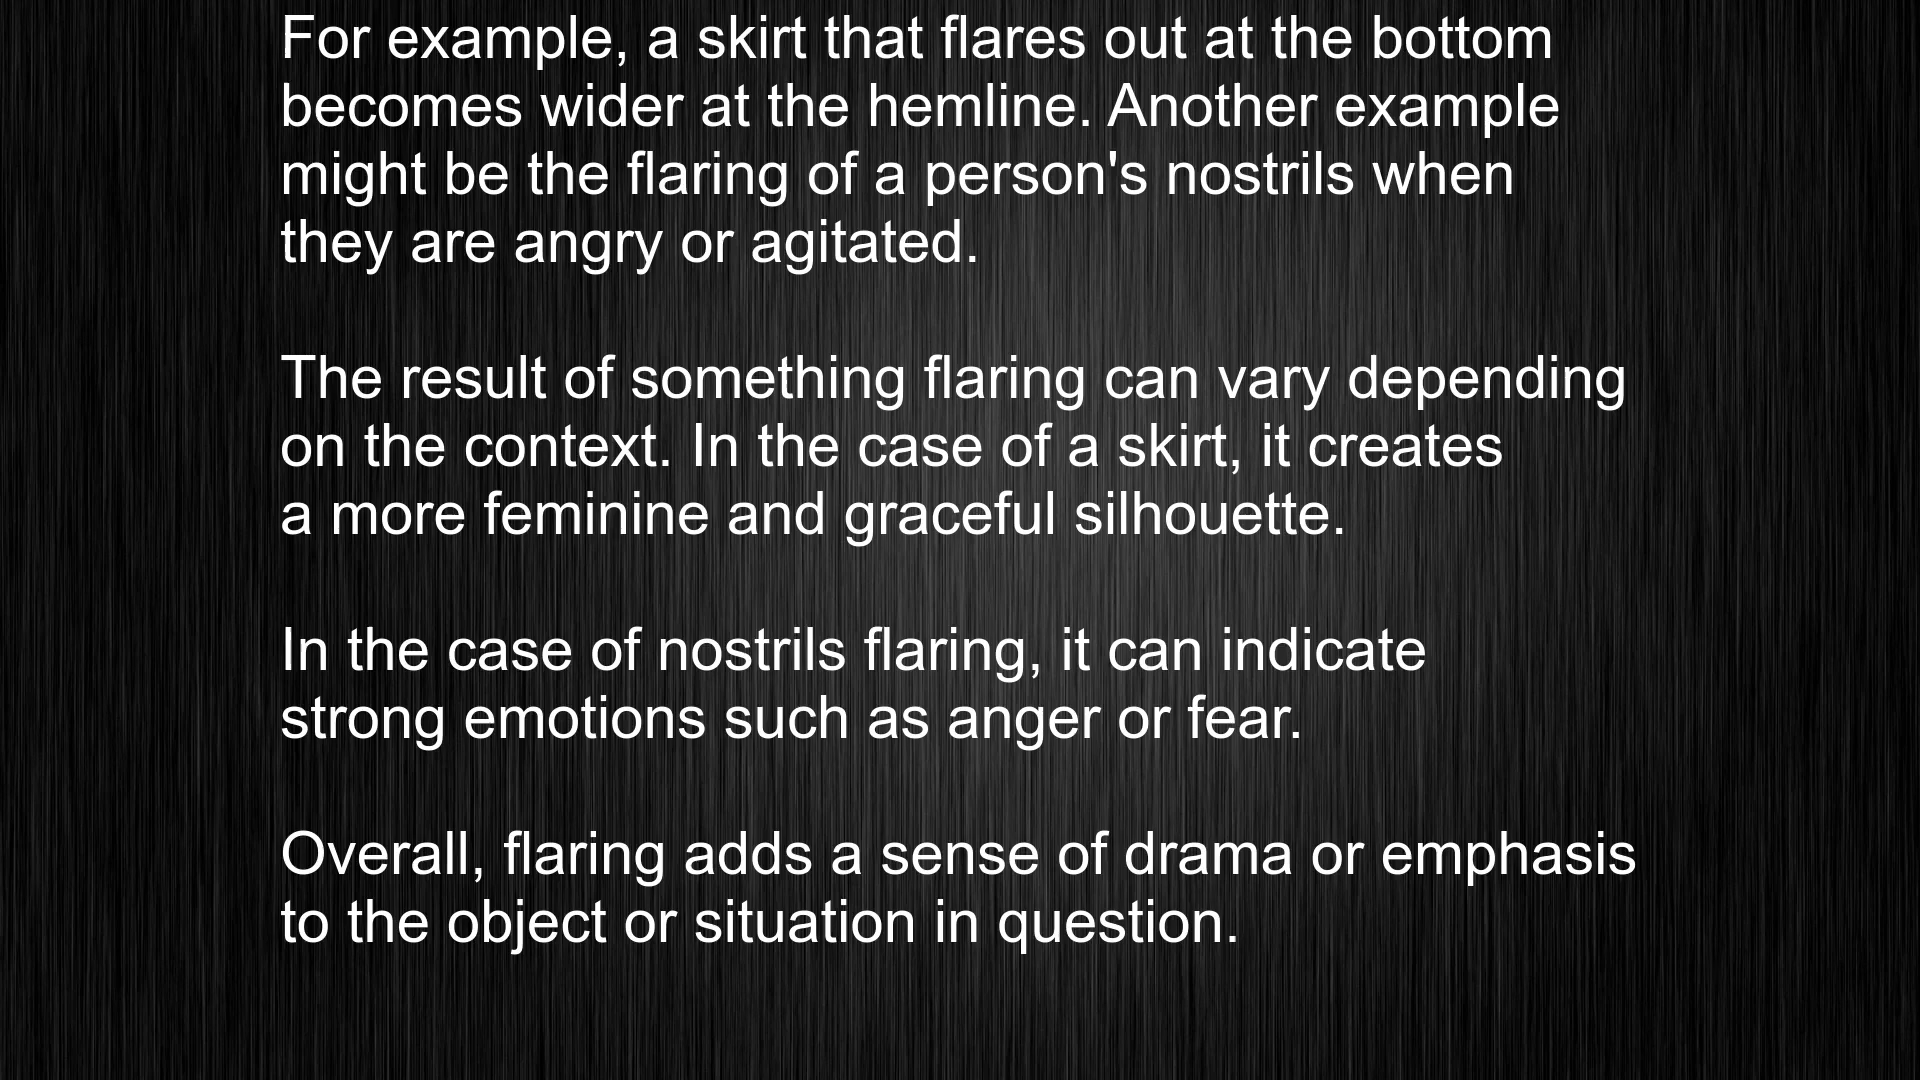 For example, a skirt that flares out at the bottom
becomes wider at the hemline. Another example
might be the flaring of a person's nostrils when
they are angry or agitated.
The result of something flaring can vary depending
on the context. In the case of a skirt, it creates
a more feminine and graceful silhouette.
In the case of nostrils flaring, it can indicate
strong emotions such as anger or fear.
Overall, flaring adds a sense of drama or emphasis
to the object or situation in question.